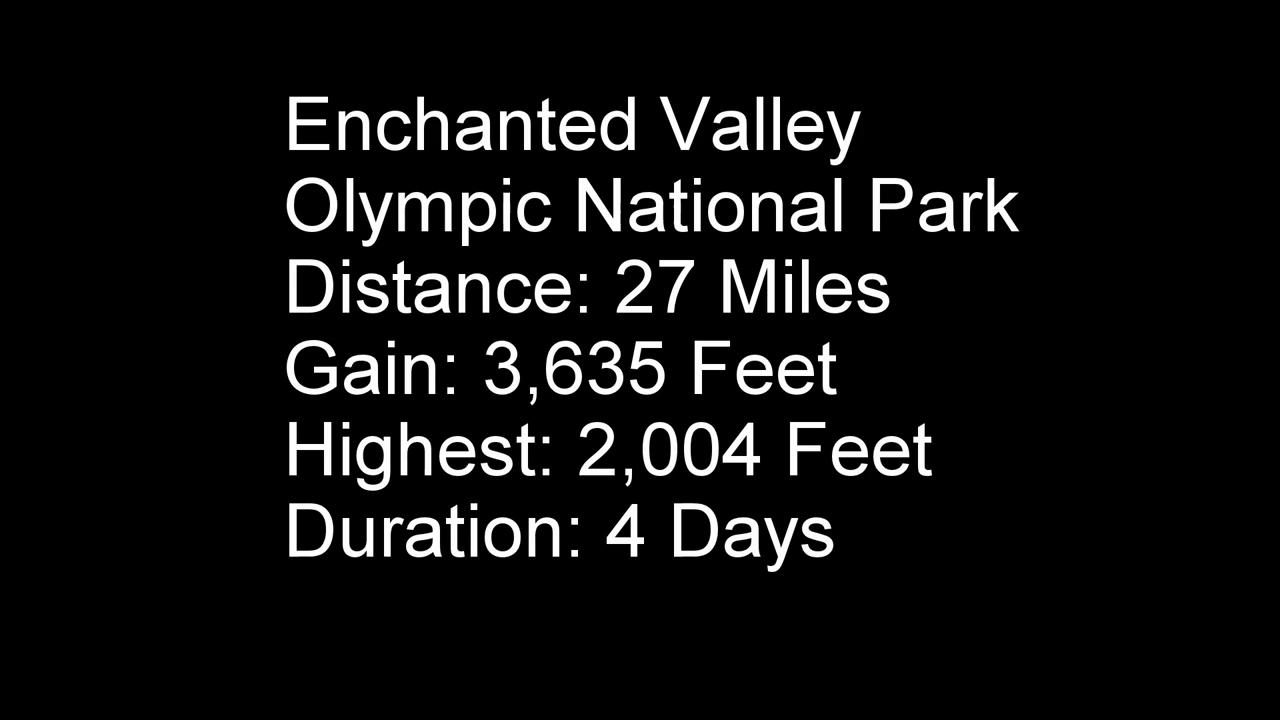 Enchanted Valley
Olympic National Park
Distance: 27 Miles
Gain: 3,635 Feet
Highest: 2,004 Feet
Duration: 4 Days